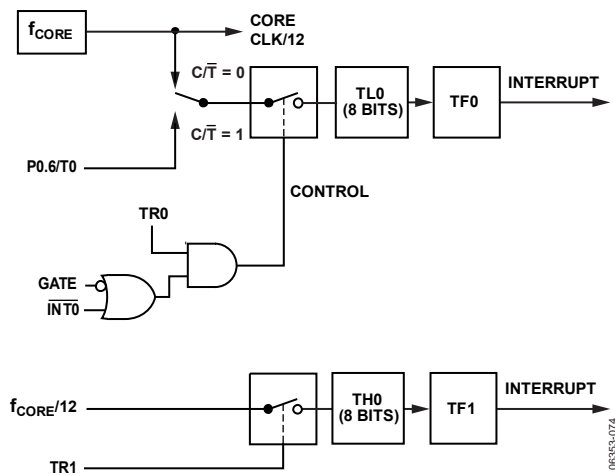 fCORE
CORE
CLK/12
C/T̅ = 0
C/T̅ = 1
P0.6/T0
TL0
(8 BITS)
TF0
INTERRUPT
CONTROL
TR0
GATE
I̅N̅T̅0̅
fCORE/12
TR1
TH0
(8 BITS)
TF1
INTERRUPT
06353-074